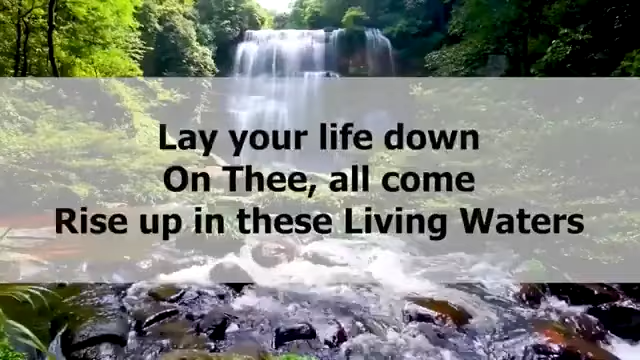 Lay your life down
On Thee, all come
Rise up in these Living Waters